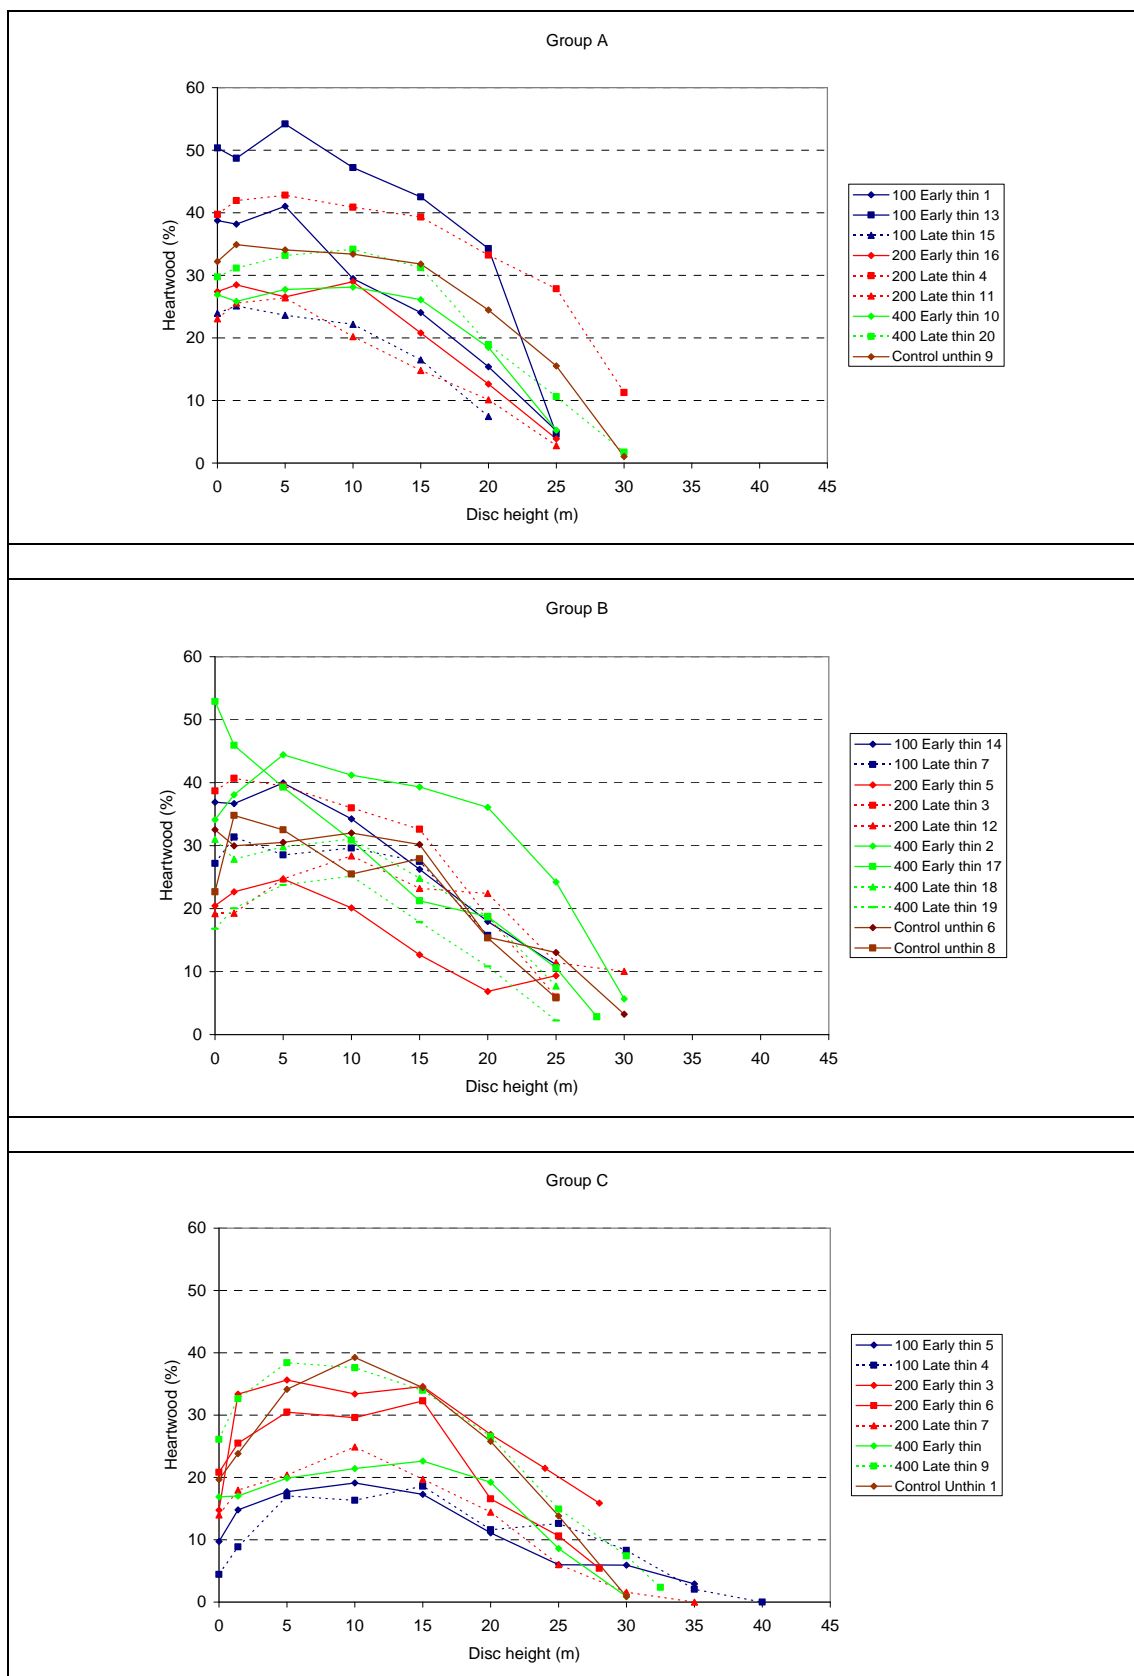 Group A
60
50
40
30
20
10
0
Heartwood (%)
0 5 10 15 20 25 30 35 40 45
Disc height (m)
100 Early thin 1
100 Early thin 13
100 Late thin 15
200 Early thin 16
200 Late thin 4
200 Late thin 11
400 Early thin 10
400 Late thin 20
Control unthin 9
Group B
60
50
40
30
20
10
0
Heartwood (%)
0 5 10 15 20 25 30 35 40 45
Disc height (m)
100 Early thin 14
100 Late thin 7
200 Early thin 5
200 Late thin 3
200 Late thin 12
400 Early thin 2
400 Early thin 17
400 Late thin 18
400 Late thin 19
Control unthin 6
Control unthin 8
Group C
60
50
40
30
20
10
0
Heartwood (%)
0 5 10 15 20 25 30 35 40 45
Disc height (m)
100 Early thin 5
100 Late thin 4
200 Early thin 3
200 Early thin 6
200 Late thin 7
400 Early thin
400 Late thin 9
Control Unthin 1